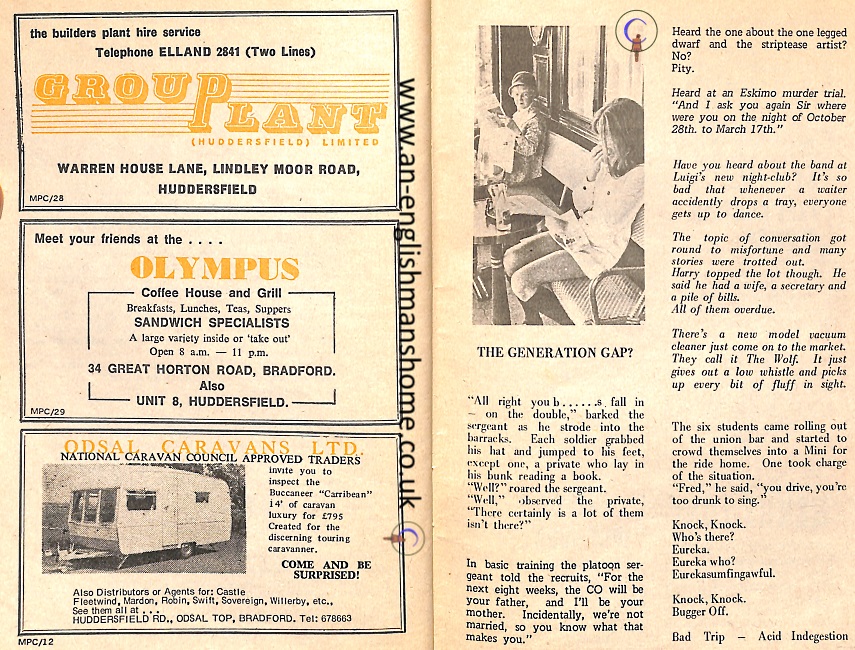 the builders plant hire service
Telephone ELLAND 2841 (Two Lines)
GROUP PLANT
(HUDDERSFIELD) LIMITED
WARREN HOUSE LANE, LINDLEY MOOR ROAD,
HUDDERSFIELD
MPC/28
Meet your friends at the . . . .
OLYMPUS
Coffee House and Grill
Breakfasts, Lunches, Teas, Suppers
SANDWICH SPECIALISTS
A large variety inside or 'take out'
Open 8 a.m. — 11 p.m.
34 GREAT HORTON ROAD, BRADFORD.
Also
UNIT 8, HUDDERSFIELD.
MPC/29
ODSAL CARAVANS LTD.
NATIONAL CARAVAN COUNCIL APPROVED TRADERS
invite you to
inspect the
Buccaneer "Carribean"
14' of caravan
luxury for £795
Created for the
discerning touring
caravanner.
COME AND BE
SURPRISED!
Also Distributors or Agents for: Castle
Fleetwind, Mardon, Robin, Swift, Sovereign, Willerby, etc.,
See them all at . . .
HUDDERSFIELD RD., ODSAL TOP, BRADFORD. Tel: 678663
MPC/12
www.an-englishmanshome.co.uk
THE GENERATION GAP?
"All right you b . . . . . . s, fall in
— on the double," barked the
sergeant as he strode into the
barracks. Each soldier grabbed
his hat and jumped to his feet,
except one, a private who lay in
his bunk reading a book.
"Well?" roared the sergeant.
"Well," observed the private,
"There certainly is a lot of them
isn't there?"
In basic training the platoon ser-
geant told the recruits, "For the
next eight weeks, the CO will be
your father, and I'll be your
mother. Incidentally, we're not
married, so you know what that
makes you."
Heard the one about the one legged
dwarf and the striptease artist?
No?
Pity.
Heard at an Eskimo murder trial.
"And I ask you again Sir where
were you on the night of October
28th. to March 17th."
Have you heard about the band at
Luigi's new night-club? It's so
bad that whenever a waiter
accidently drops a tray, everyone
gets up to dance.
The topic of conversation got
round to misfortune and many
stories were trotted out.
Harry topped the lot though. He
said he had a wife, a secretary and
a pile of bills.
All of them overdue.
There's a new model vacuum
cleaner just come on to the market.
They call it The Wolf. It just
gives out a low whistle and picks
up every bit of fluff in sight.
The six students came rolling out
of the union bar and started to
crowd themselves into a Mini for
the ride home. One took charge
of the situation.
"Fred," he said, "you drive, you're
too drunk to sing."
Knock, Knock.
Who's there?
Eureka.
Eureka who?
Eurekasumfingawful.
Knock, Knock.
Bugger Off.
Bad Trip — Acid Indegestion